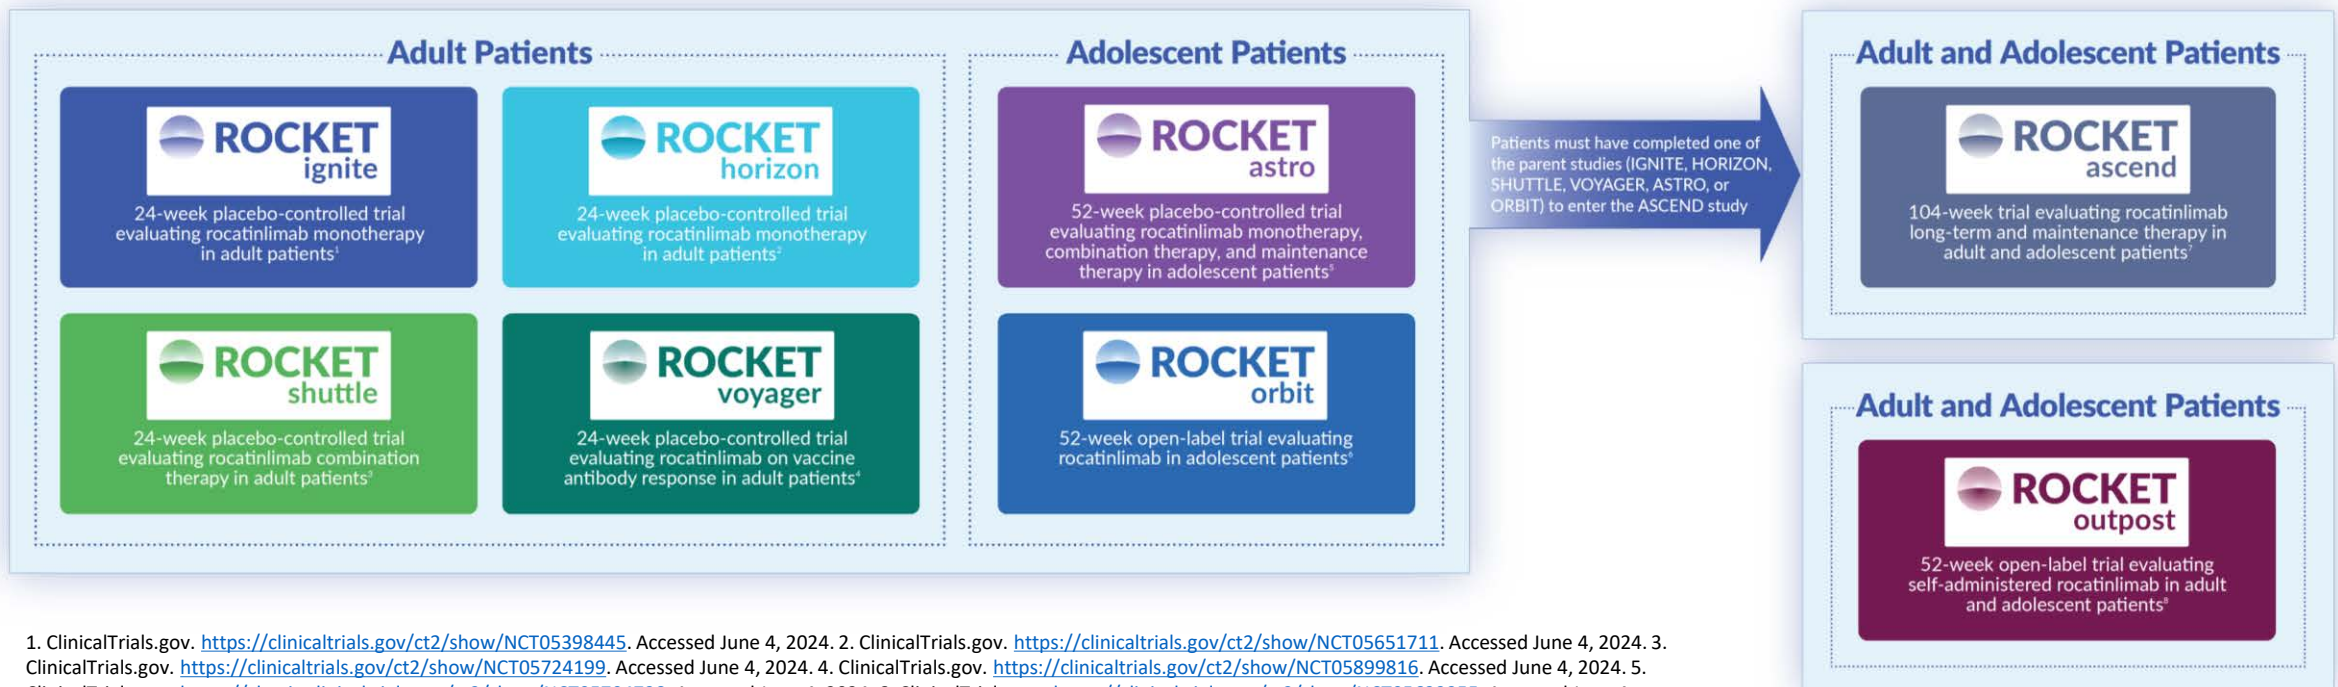 Adult Patients
ROCKET
ignite
24-week placebo-controlled trial
evaluating rocatinlimab monotherapy
in adult patients¹
ROCKET
horizon
24-week placebo-controlled trial
evaluating rocatinlimab monotherapy
in adult patients²
ROCKET
shuttle
24-week placebo-controlled trial
evaluating rocatinlimab combination
therapy in adult patients³
ROCKET
voyager
24-week placebo-controlled trial
evaluating rocatinlimab on vaccine
antibody response in adult patients⁴
Adolescent Patients
ROCKET
astro
52-week placebo-controlled trial
evaluating rocatinlimab monotherapy,
combination therapy, and maintenance
therapy in adolescent patients⁵
ROCKET
orbit
52-week open-label trial evaluating
rocatinlimab in adolescent patients⁶
Patients must have completed one of
the parent studies (IGNITE, HORIZON,
SHUTTLE, VOYAGER, ASTRO, or
ORBIT) to enter the ASCEND study
Adult and Adolescent Patients
ROCKET
ascend
104-week trial evaluating rocatinlimab
long-term and maintenance therapy in
adult and adolescent patients⁷
Adult and Adolescent Patients
ROCKET
outpost
52-week open-label trial evaluating
self-administered rocatinlimab in adult
and adolescent patients⁸
1. ClinicalTrials.gov. https://clinicaltrials.gov/ct2/show/NCT05398445. Accessed June 4, 2024. 2. ClinicalTrials.gov. https://clinicaltrials.gov/ct2/show/NCT05651711. Accessed June 4, 2024. 3.
ClinicalTrials.gov. https://clinicaltrials.gov/ct2/show/NCT05724199. Accessed June 4, 2024. 4. ClinicalTrials.gov. https://clinicaltrials.gov/ct2/show/NCT05899816. Accessed June 4, 2024. 5.